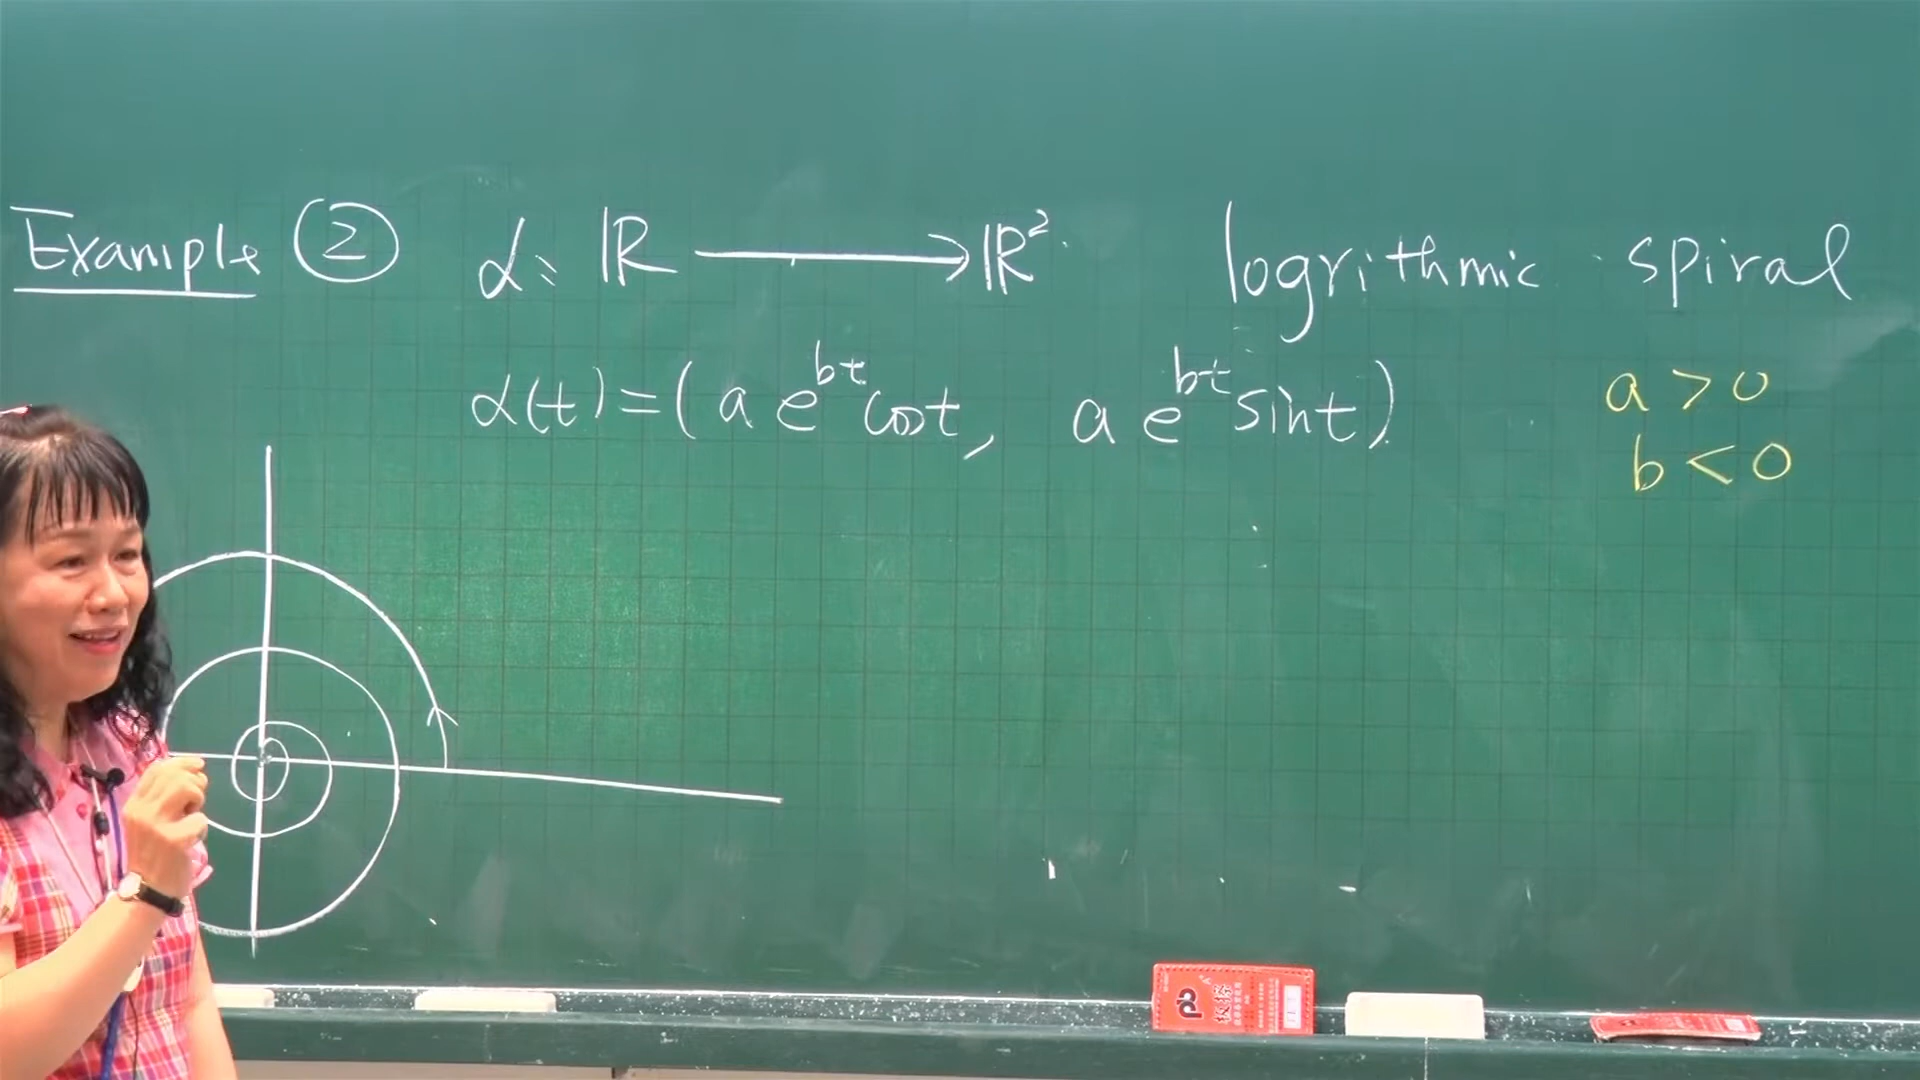 Example ② α: ℝ ⟶ ℝ² logrithmic spiral
α(t) = (a e^{bt} cos t, a e^{bt} sin t)
a > 0
b < 0